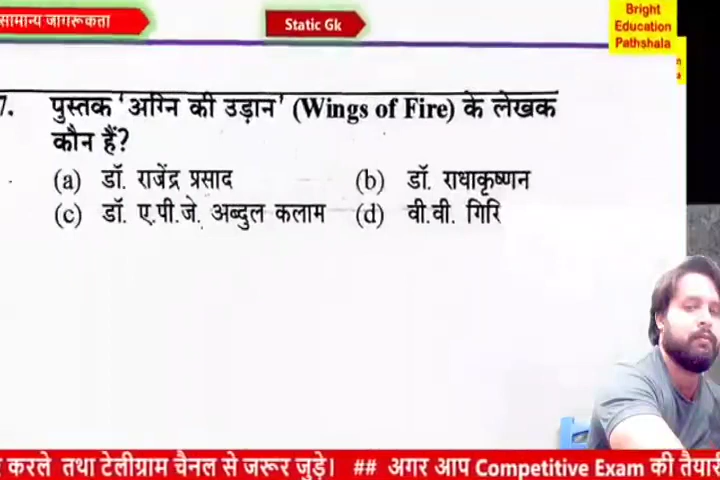 सामान्य जागरूकता
Static Gk
Bright
Education
Pathshala
7. पुस्तक 'अग्नि की उड़ान' (Wings of Fire) के लेखक
कौन हैं?
(a) डॉ. राजेंद्र प्रसाद (b) डॉ. राधाकृष्णन
(c) डॉ. ए.पी.जे. अब्दुल कलाम (d) वी.वी. गिरि
करले तथा टेलीग्राम चैनल से जरूर जुड़े। ## अगर आप Competitive Exam की तैयारी